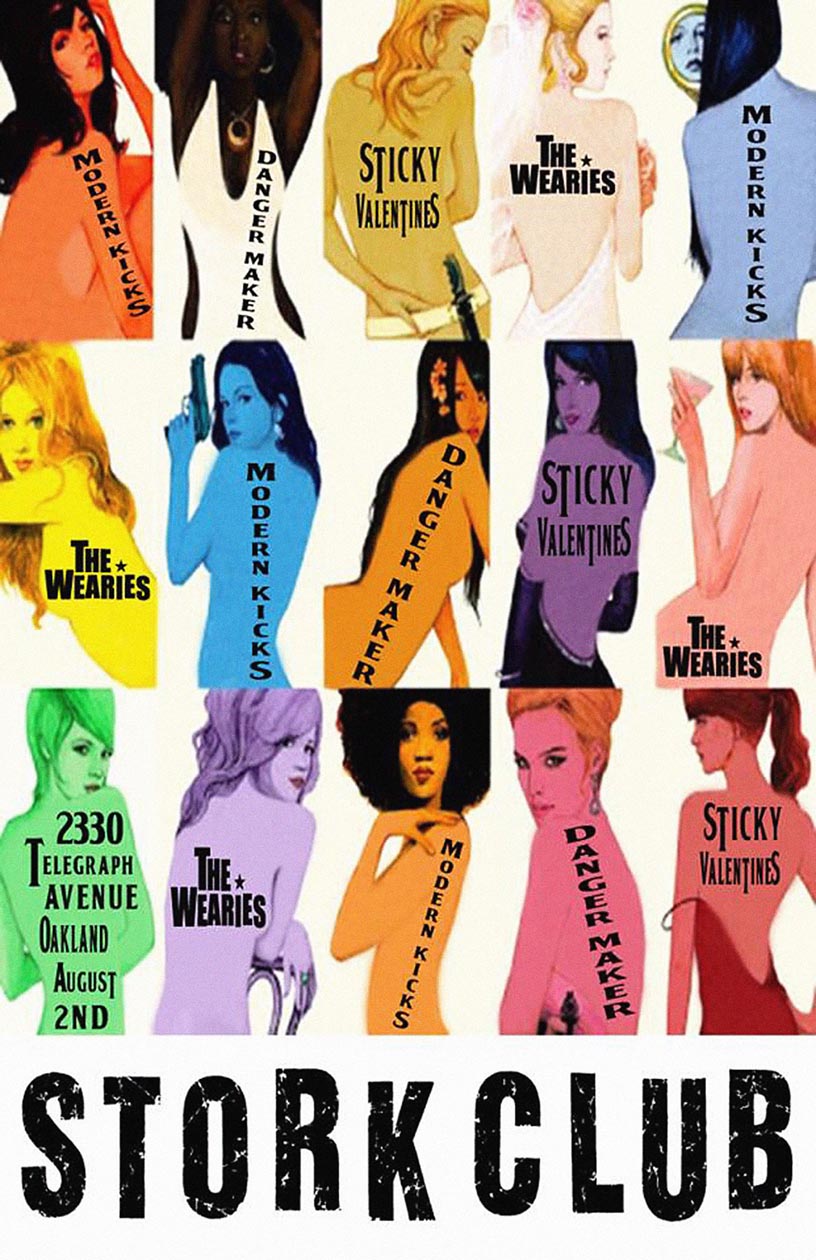 MODERN KICKS
DANGER MAKER
STICKY
VALENTINES
THE
WEARIES
MODERN KICKS
THE
WEARIES
MODERN KICKS
DANGER MAKER
STICKY
VALENTINES
THE
WEARIES
2330
TELEGRAPH
AVENUE
OAKLAND
AUGUST
2ND
THE
WEARIES
MODERN KICKS
DANGER MAKER
STICKY
VALENTINES
STORK CLUB